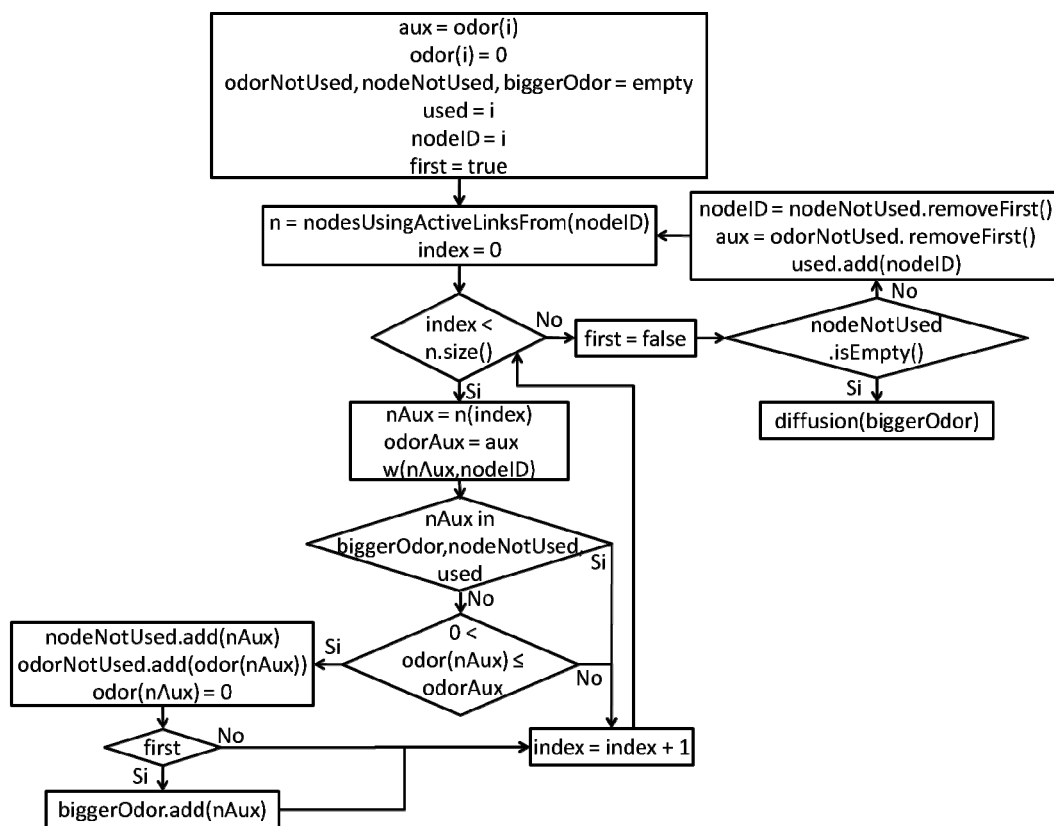 aux = odor(i)
odor(i) = 0
odorNotUsed, nodeNotUsed, biggerOdor = empty
used = i
nodeID = i
first = true
n = nodesUsingActiveLinksFrom(nodeID)
index = 0
nodeID = nodeNotUsed.removeFirst()
aux = odorNotUsed. removeFirst()
used.add(nodeID)
No
index <
n.size()
No
first = false
nodeNotUsed
.isEmpty()
Si
Si
diffusion(biggerOdor)
nAux = n(index)
odorAux = aux
w(nAux,nodeID)
nAux in
biggerOdor,nodeNotUsed,
used
Si
No
0 <
odor(nAux) ≤
odorAux
Si
No
nodeNotUsed.add(nAux)
odorNotUsed.add(odor(nAux))
odor(nAux) = 0
first
No
Si
index = index + 1
biggerOdor.add(nAux)